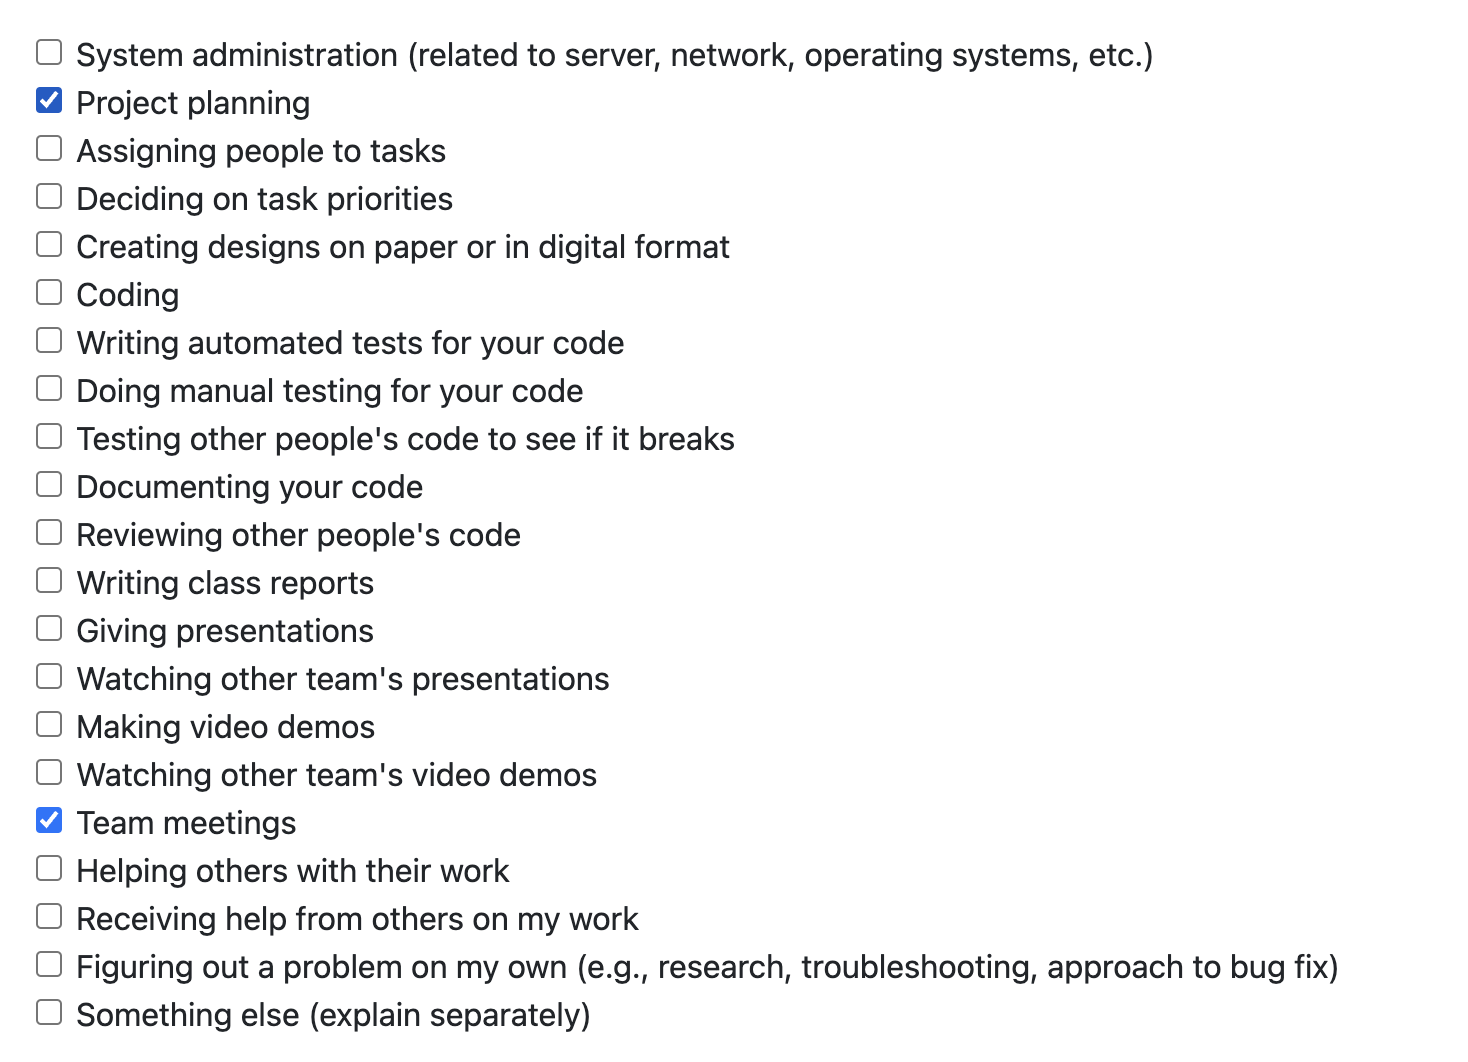 System administration (related to server, network, operating systems, etc.)
Project planning
Assigning people to tasks
Deciding on task priorities
Creating designs on paper or in digital format
Coding
Writing automated tests for your code
Doing manual testing for your code
Testing other people's code to see if it breaks
Documenting your code
Reviewing other people's code
Writing class reports
Giving presentations
Watching other team's presentations
Making video demos
Watching other team's video demos
Team meetings
Helping others with their work
Receiving help from others on my work
Figuring out a problem on my own (e.g., research, troubleshooting, approach to bug fix)
Something else (explain separately)